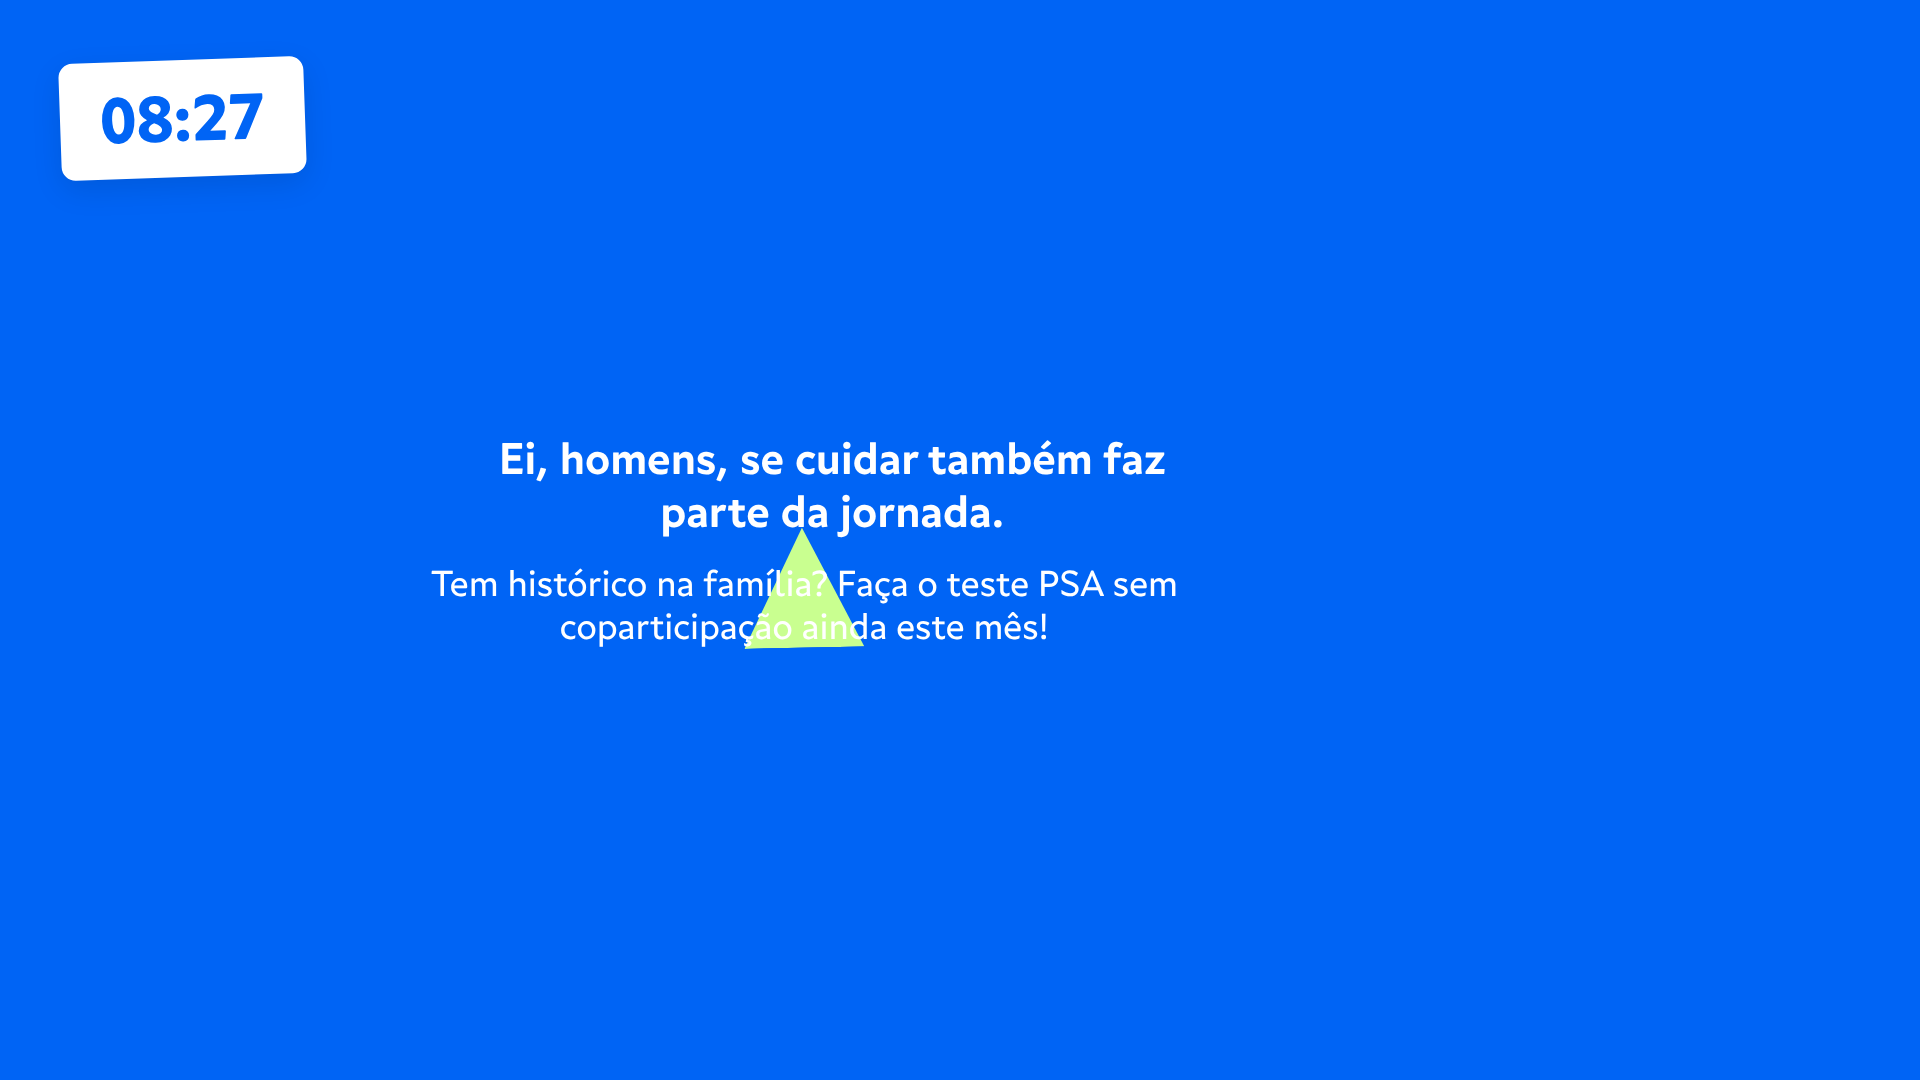 08:27
Ei, homens, se cuidar também faz
parte da jornada.
Tem histórico na família? Faça o teste PSA sem
coparticipação ainda este mês!